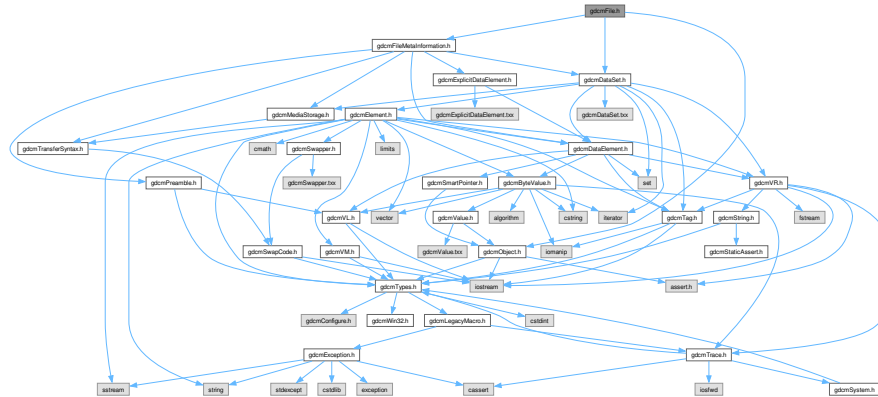 gdcmFile.h
gdcmFileMetaInformation.h
gdcmExplicitDataElement.h
gdcmDataSet.h
gdcmMediaStorage.h
gdcmElement.h
gdcmExplicitDataElement.txx
gdcmDataSet.txx
gdcmTransferSyntax.h
cmath
gdcmSwapper.h
limits
gdcmDataElement.h
gdcmPreamble.h
gdcmSwapper.txx
gdcmSmartPointer.h
gdcmByteValue.h
set
gdcmVR.h
gdcmVL.h
vector
gdcmValue.h
algorithm
cstring
iterator
gdcmTag.h
gdcmString.h
fstream
gdcmSwapCode.h
gdcmVM.h
gdcmValue.txx
gdcmObject.h
iomanip
gdcmStaticAssert.h
gdcmTypes.h
iostream
assert.h
gdcmConfigure.h
gdcmWin32.h
gdcmLegacyMacro.h
cstdint
gdcmException.h
gdcmTrace.h
sstream
string
stdexcept
cstdlib
exception
cassert
iosfwd
gdcmSystem.h